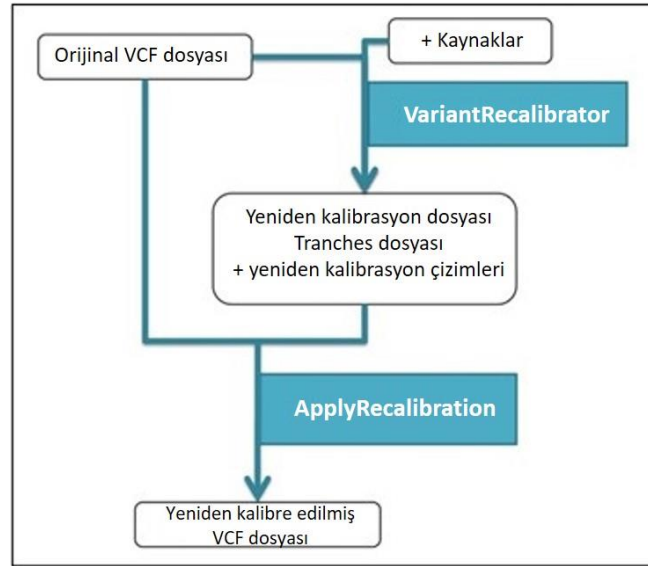 Orijinal VCF dosyası
+ Kaynaklar
VariantRecalibrator
Yeniden kalibrasyon dosyası
Tranches dosyası
+ yeniden kalibrasyon çizimleri
ApplyRecalibration
Yeniden kalibre edilmiş
VCF dosyası